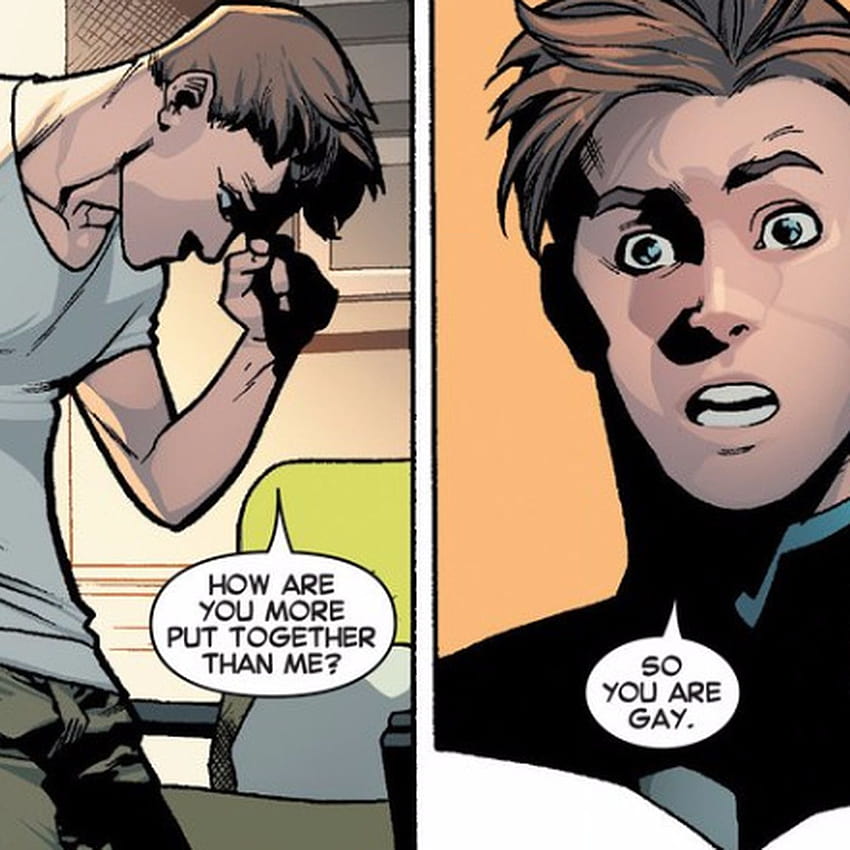 HOW ARE
YOU MORE
PUT TOGETHER
THAN ME?
SO
YOU ARE
GAY.